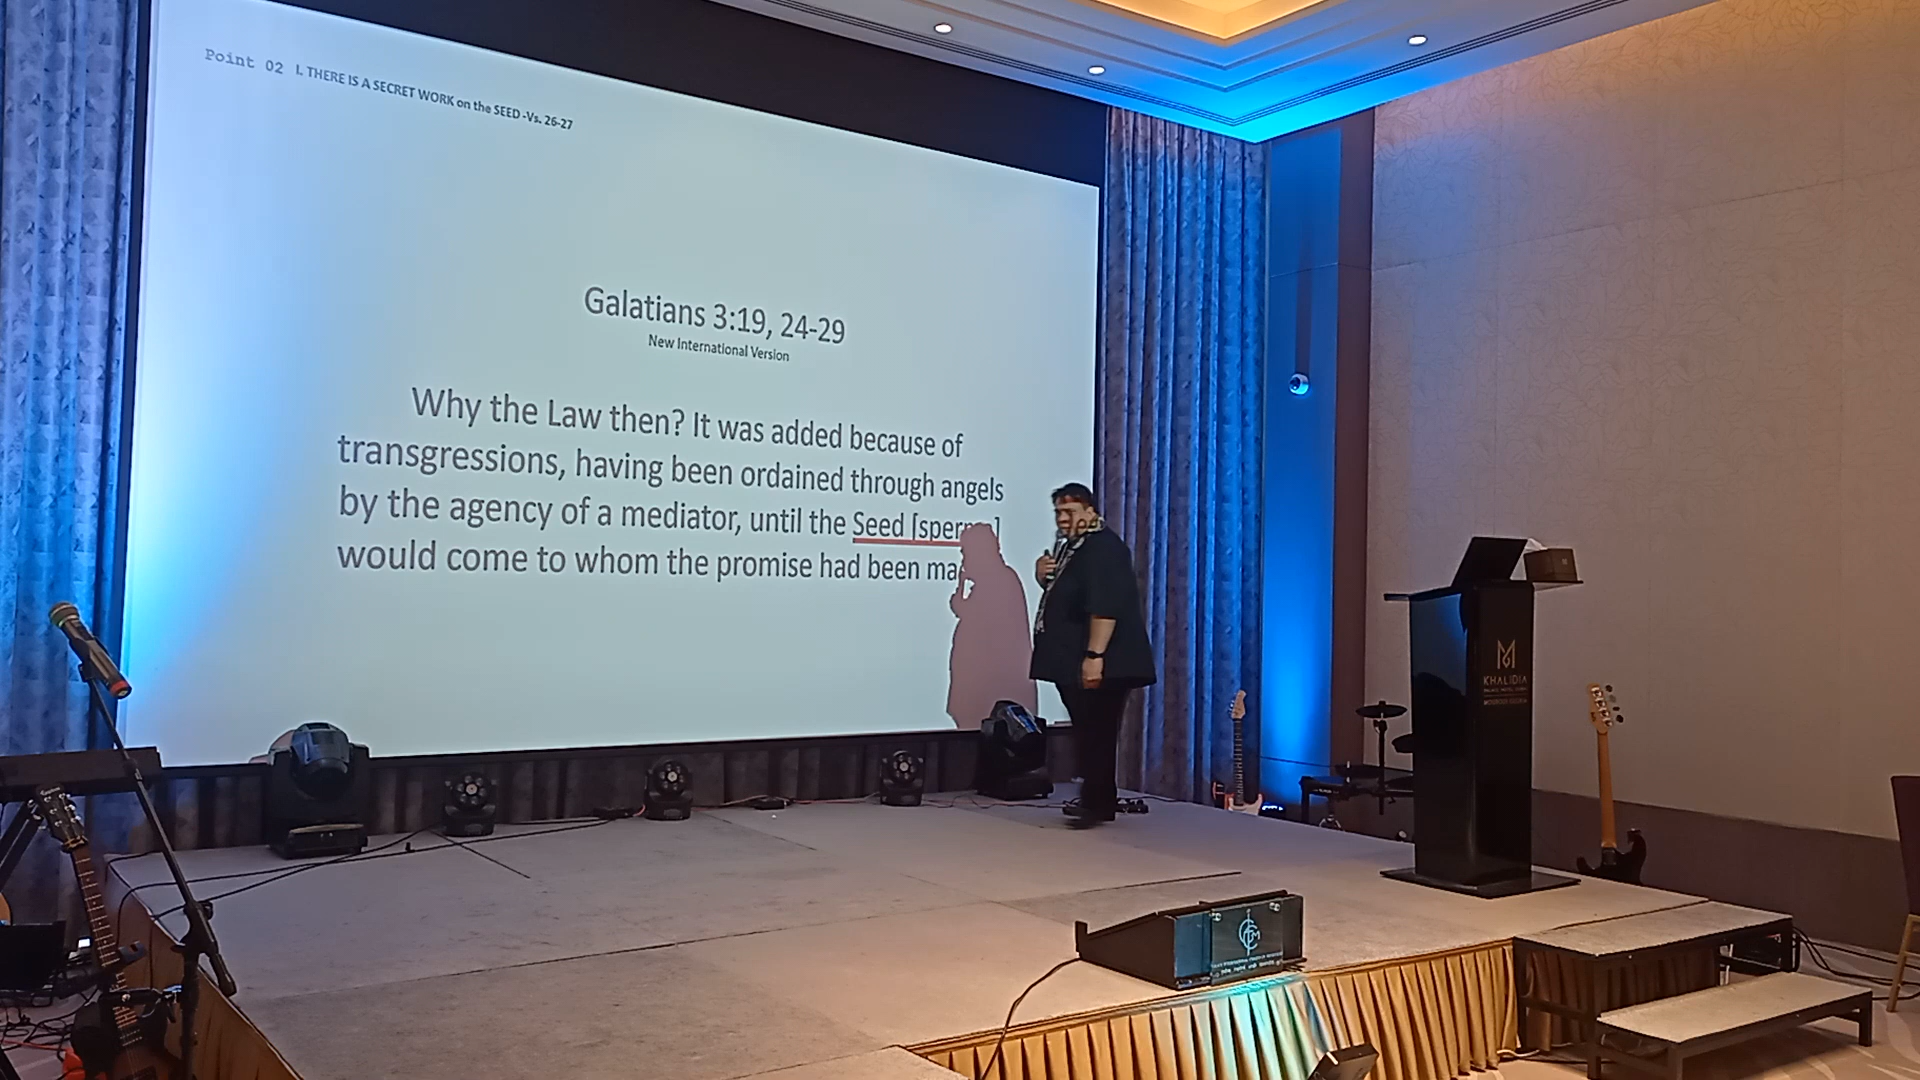 Point 02 I. THERE IS A SECRET WORK on the SEED -Vs. 26-27
Galatians 3:19, 24-29
New International Version
Why the Law then? It was added because of
transgressions, having been ordained through angels
by the agency of a mediator, until the Seed [sper
would come to whom the promise had been ma
KHALIDIA